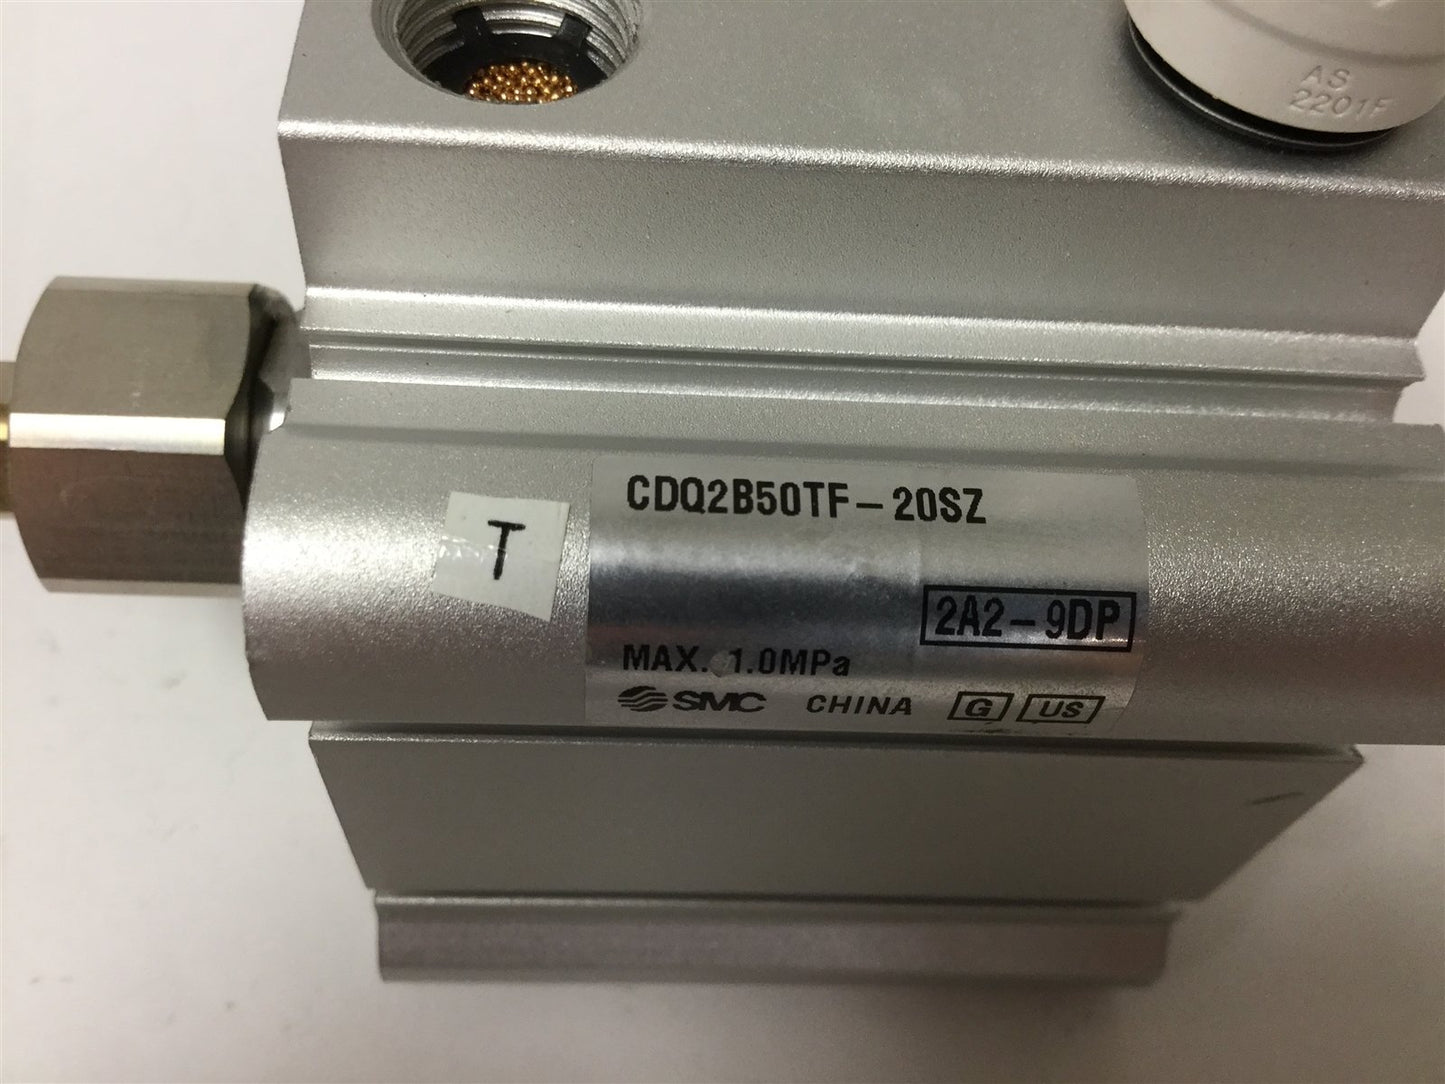 AS
2201F
T
CDQ2B50TF-20SZ
2A2-9DP
MAX. 1.0MPa
SMC CHINA G US